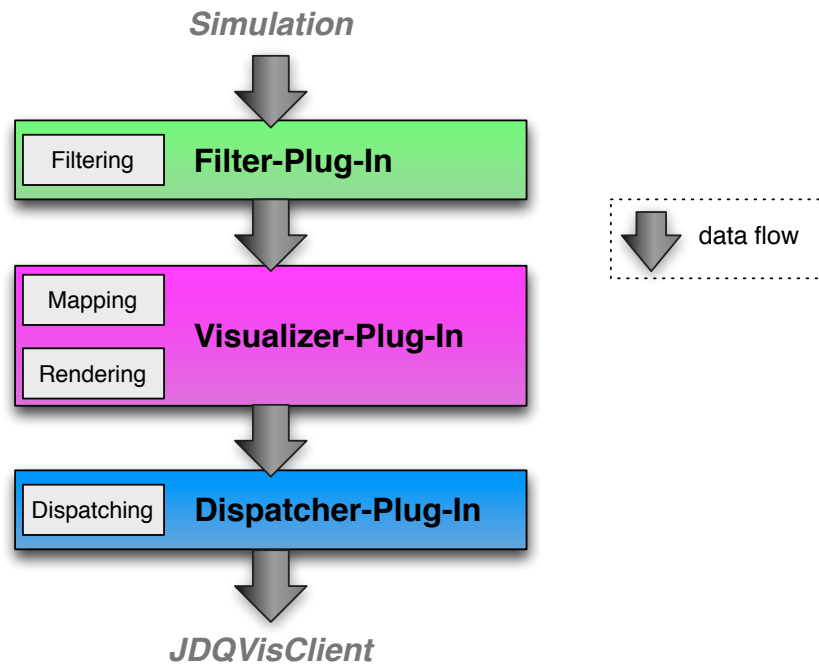 Simulation
Filtering
Filter-Plug-In
data flow
Mapping
Visualizer-Plug-In
Rendering
Dispatching
Dispatcher-Plug-In
JDQVisClient